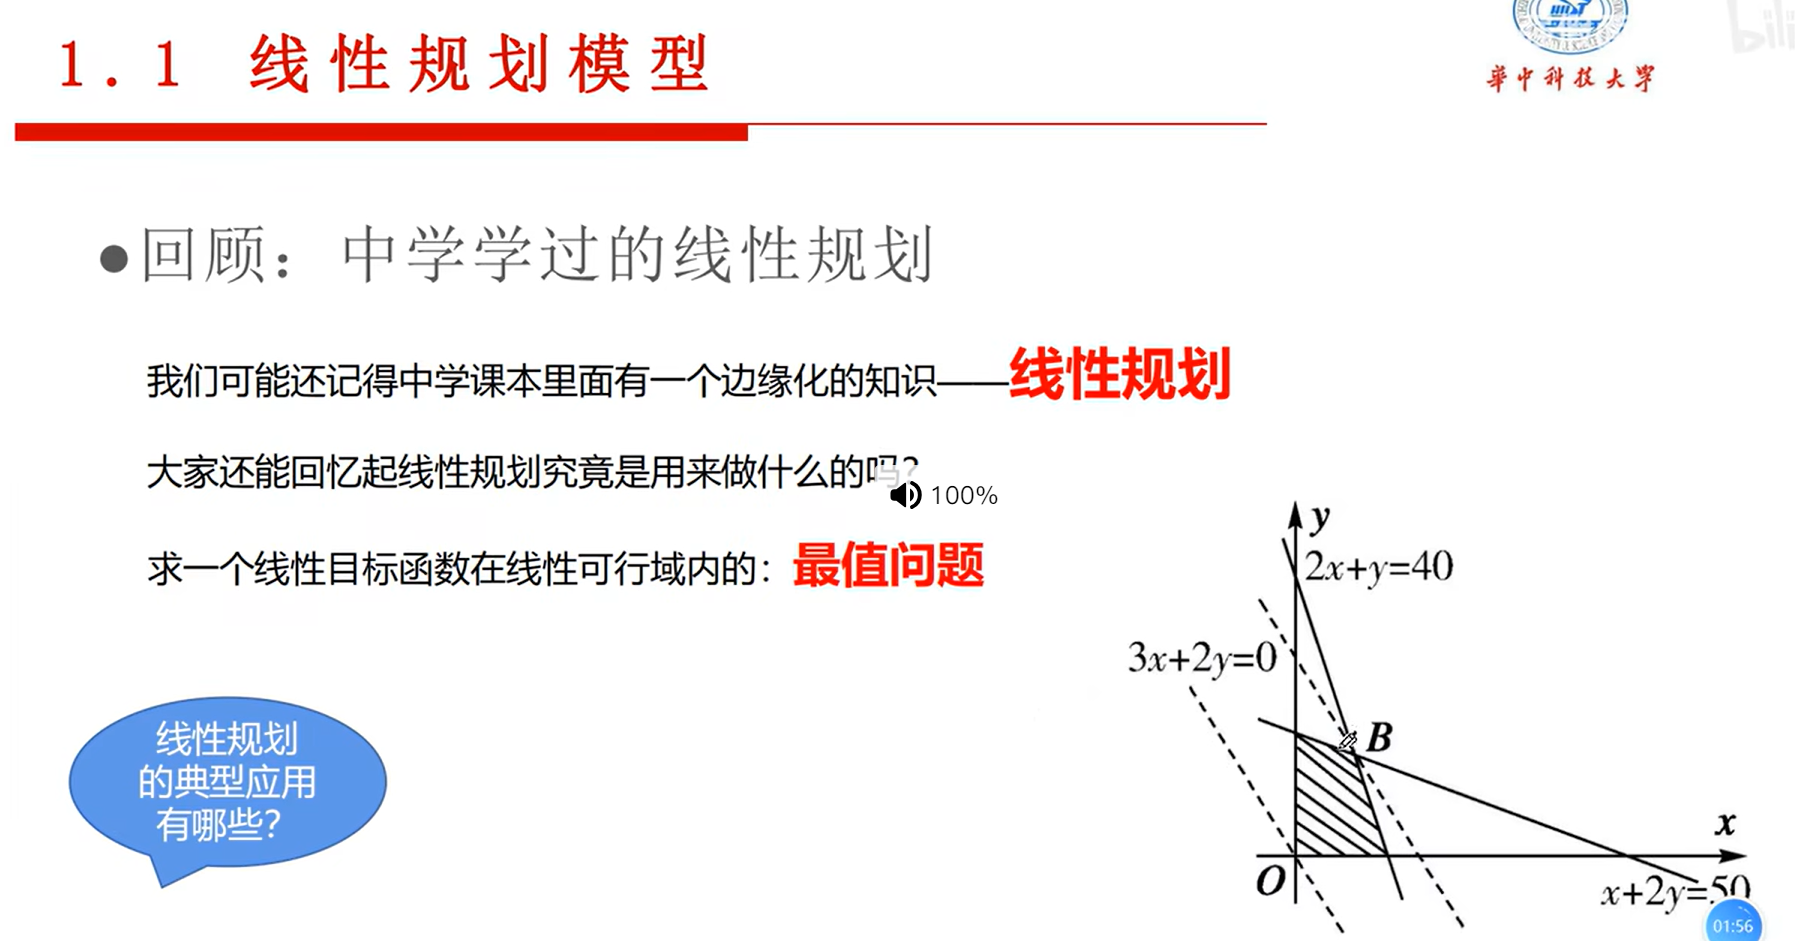 1.1 线性规划模型
华中科技大学
bili
●回顾：中学学过的线性规划
我们可能还记得中学课本里面有一个边缘化的知识——线性规划
大家还能回忆起线性规划究竟是用来做什么的吗？
100%
求一个线性目标函数在线性可行域内的：最值问题
线性规划
的典型应用
有哪些？
y
2x+y=40
3x+2y=0
B
x
O
x+2y=50
01:56